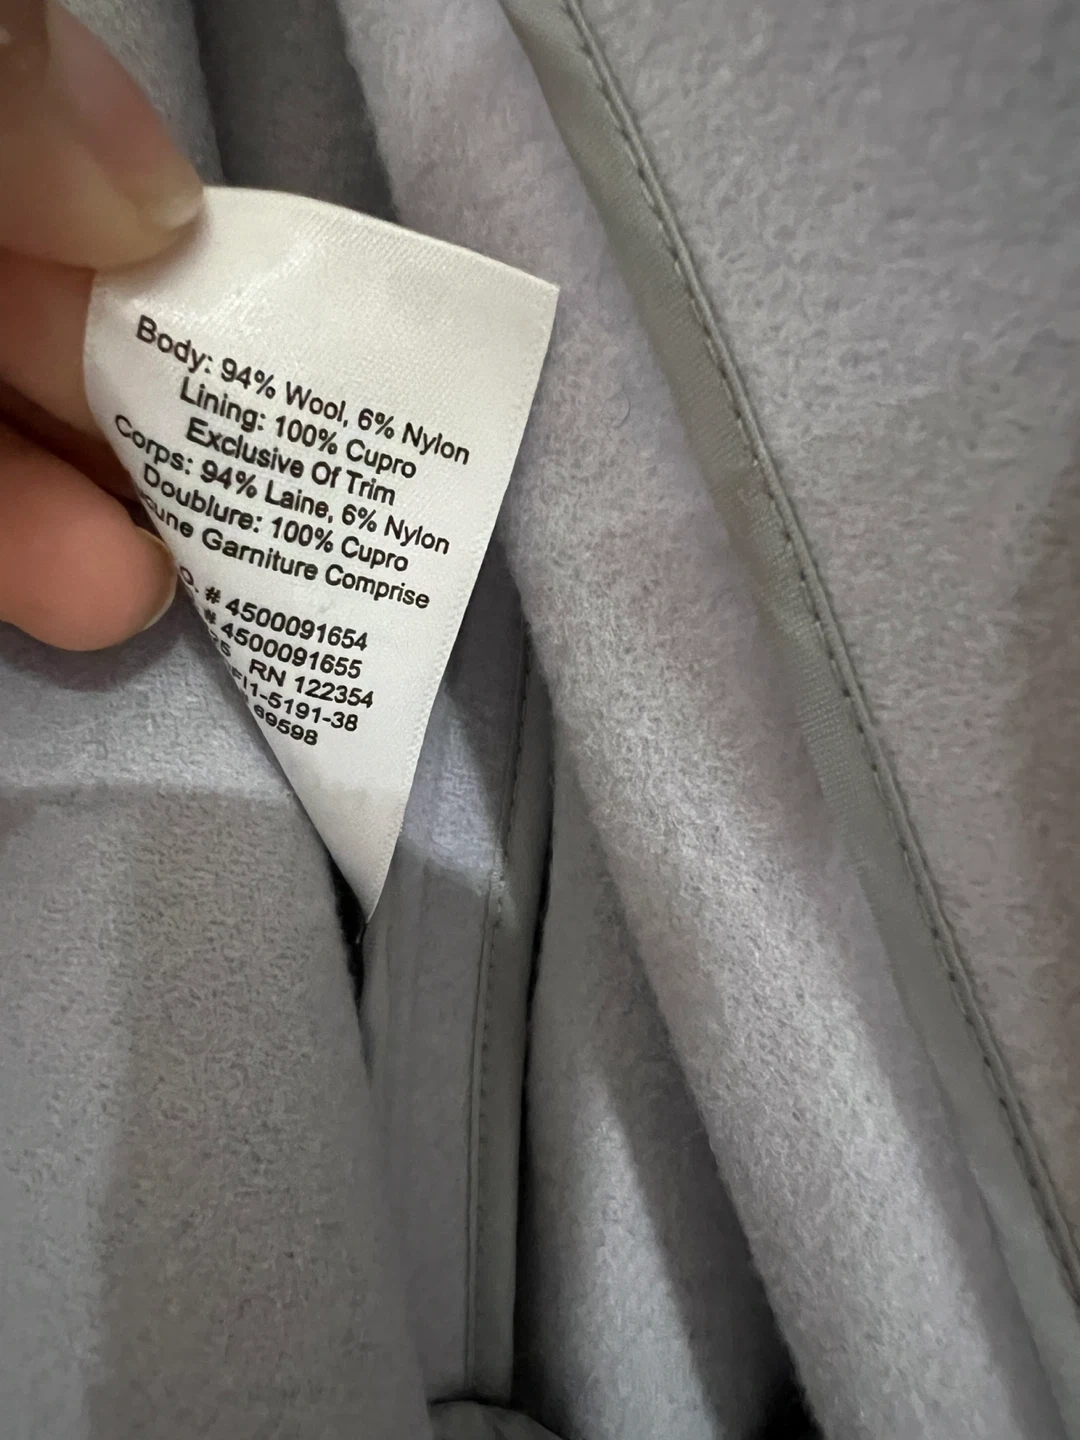 Body: 94% Wool, 6% Nylon
Lining: 100% Cupro
Exclusive Of Trim
Corps: 94% Laine, 6% Nylon
Doublure: 100% Cupro
Garniture Comprise
# 4500091654
# 4500091655
RN 122354